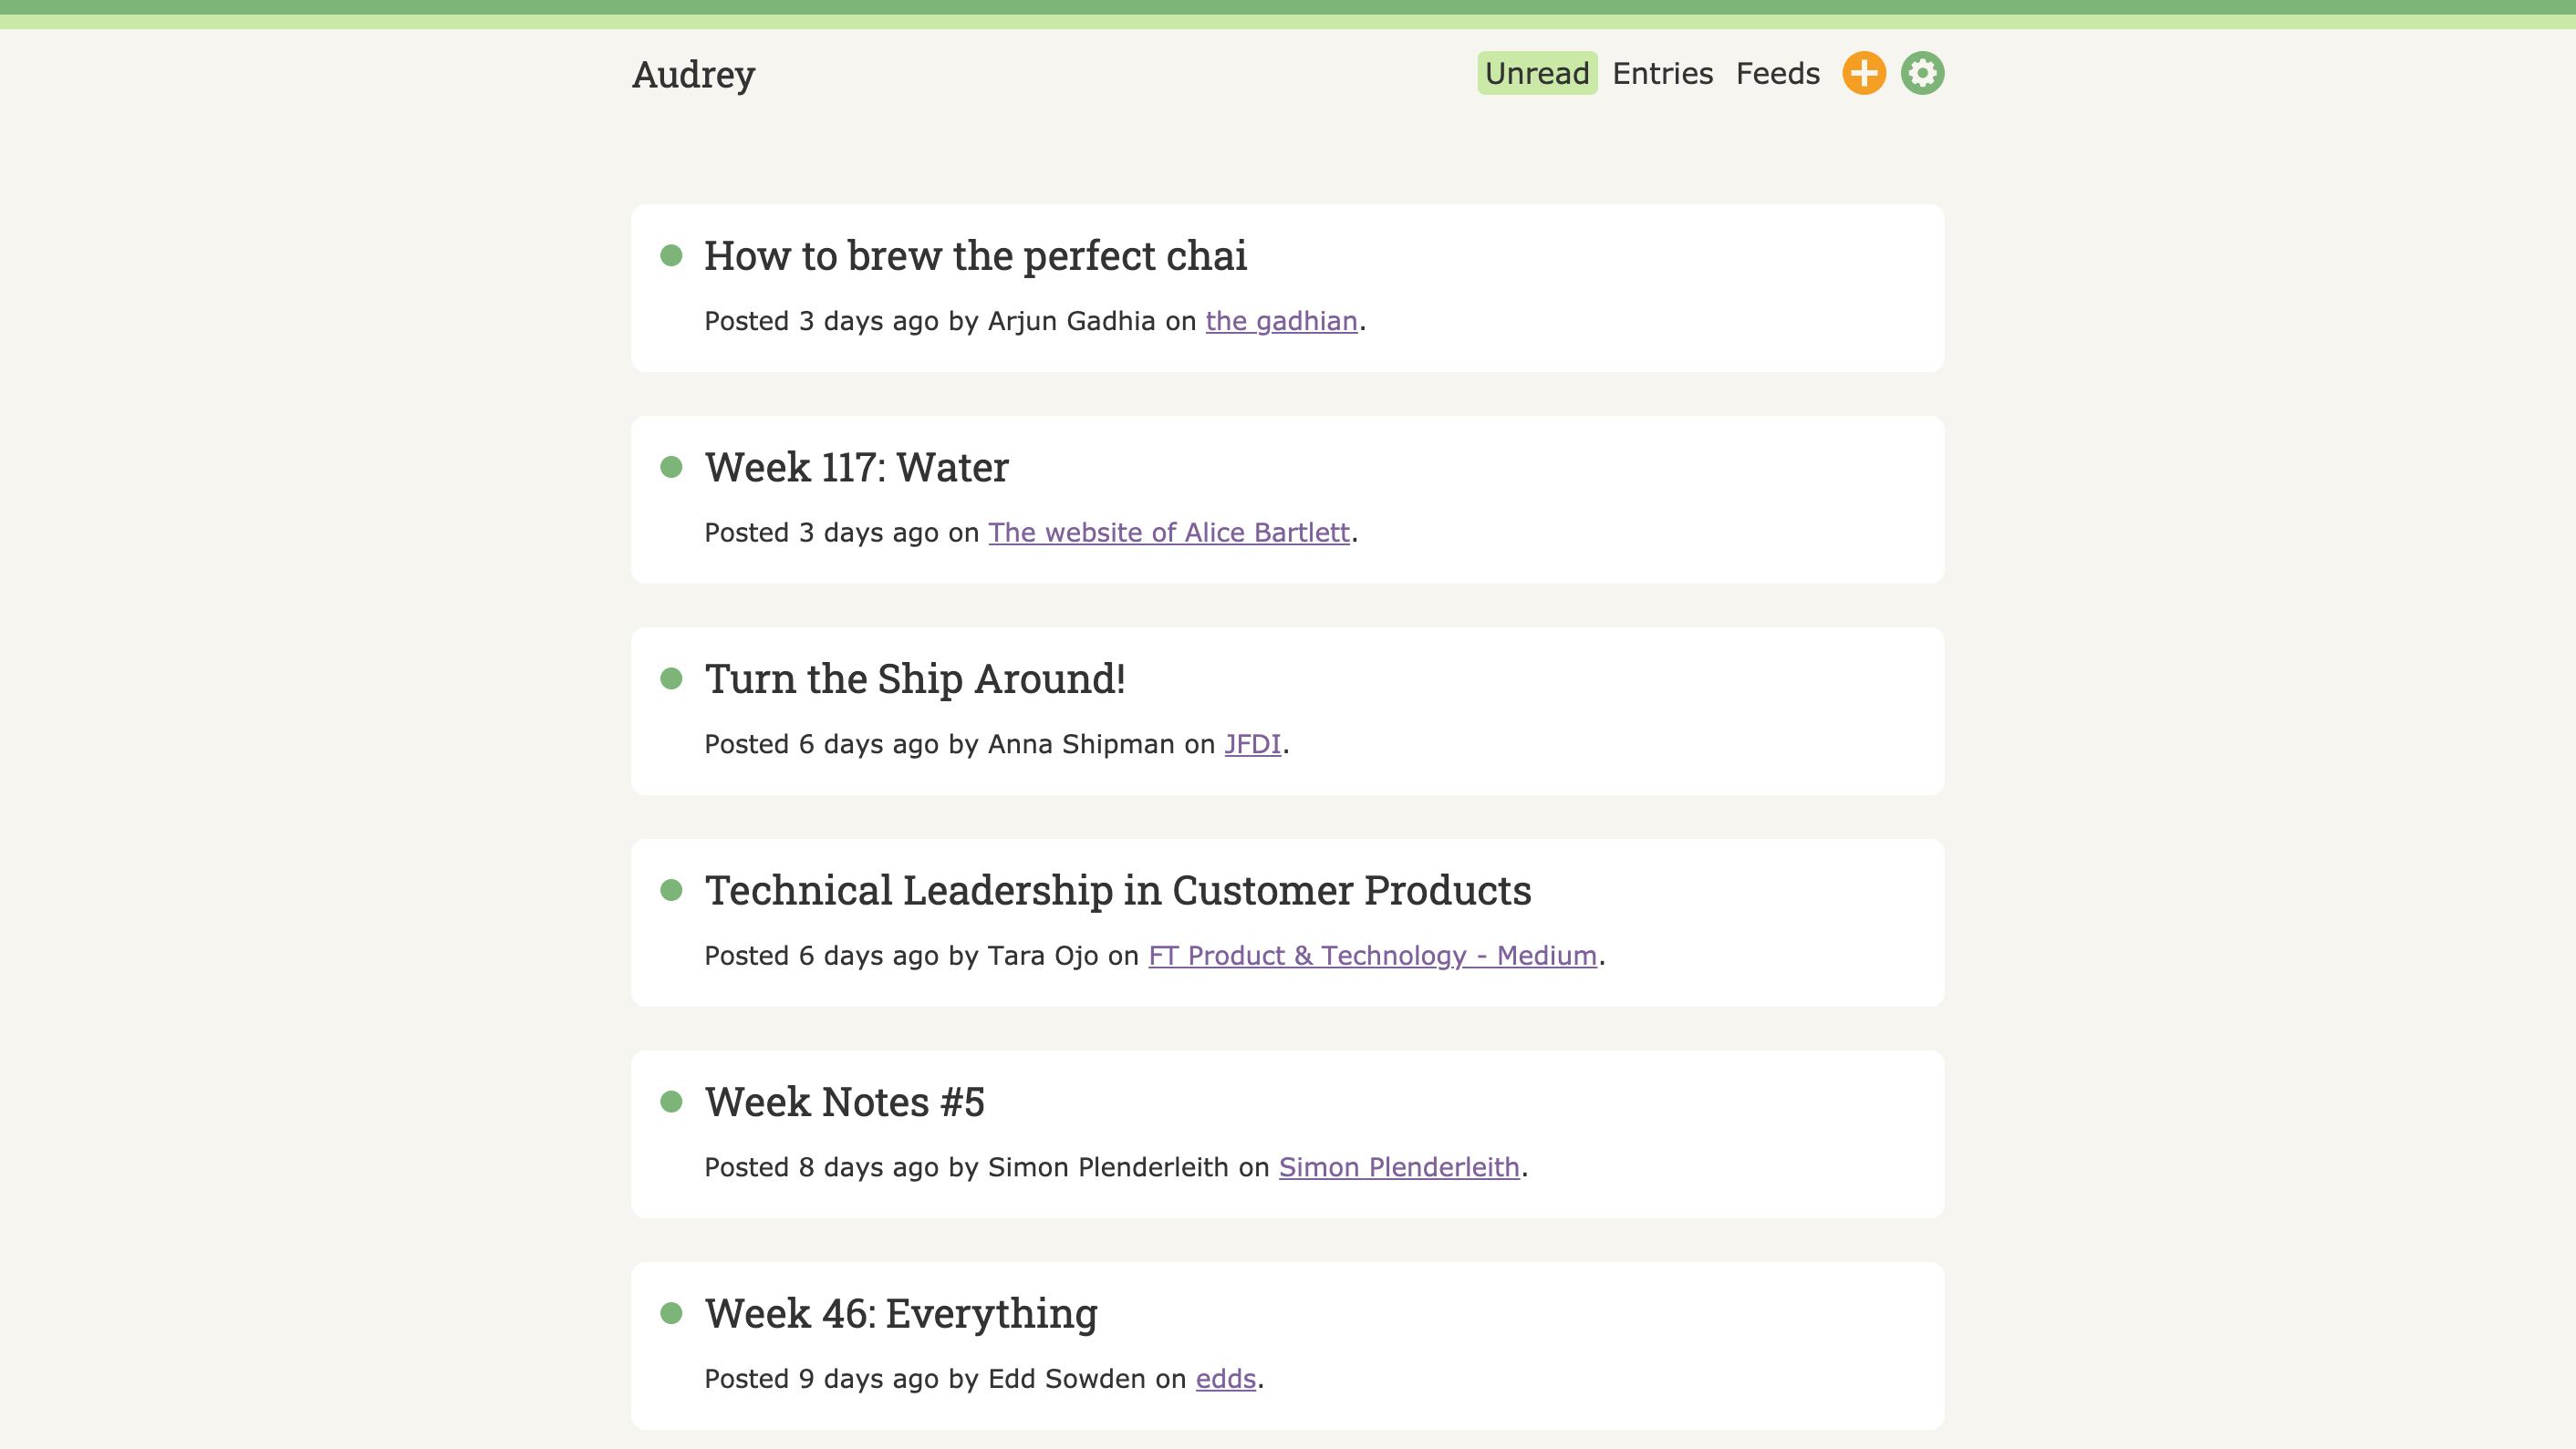 Audrey
Unread Entries Feeds
How to brew the perfect chai
Posted 3 days ago by Arjun Gadhia on the gadhian.
Week 117: Water
Posted 3 days ago on The website of Alice Bartlett.
Turn the Ship Around!
Posted 6 days ago by Anna Shipman on JFDI.
Technical Leadership in Customer Products
Posted 6 days ago by Tara Ojo on FT Product & Technology - Medium.
Week Notes #5
Posted 8 days ago by Simon Plenderleith on Simon Plenderleith.
Week 46: Everything
Posted 9 days ago by Edd Sowden on edds.